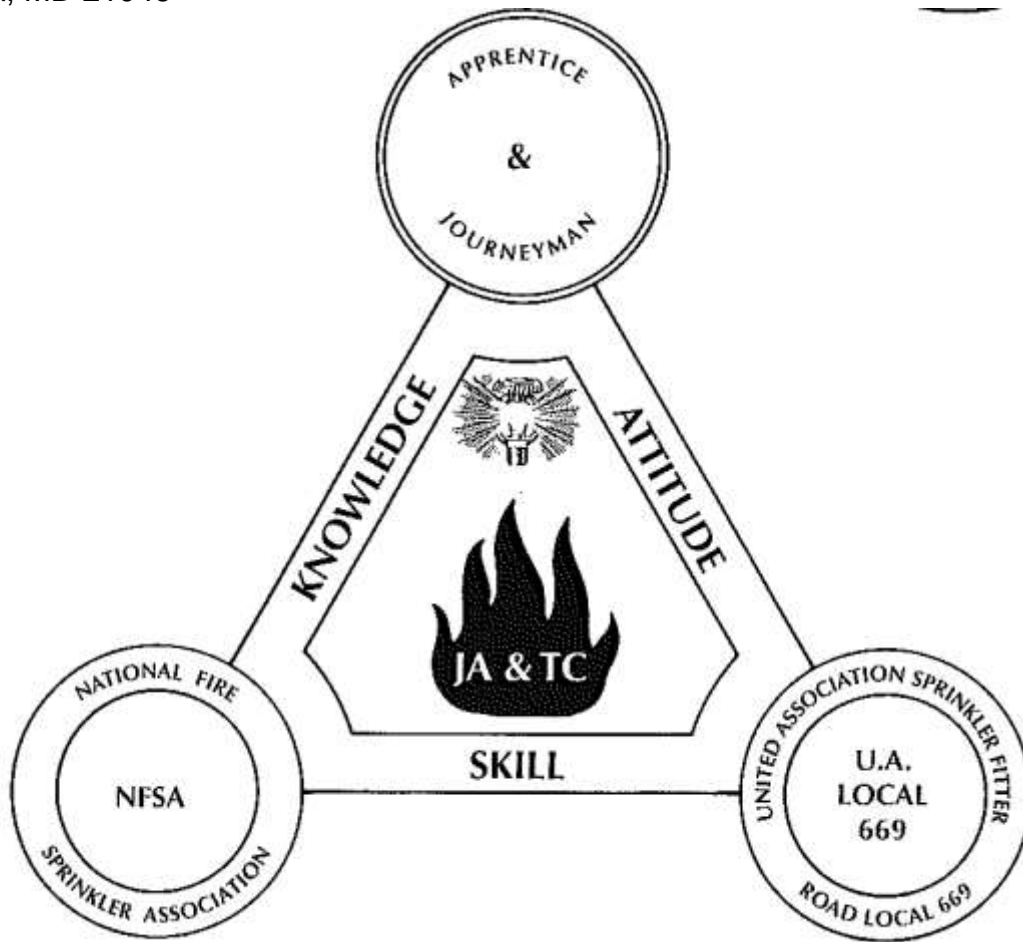 APPRENTICE
&
JOURNEYMAN
KNOWLEDGE
ATTITUDE
JA & TC
SKILL
NATIONAL FIRE
NFSA
SPRINKLER ASSOCIATION
UNITED ASSOCIATION SPRINKLER FITTER
U.A.
LOCAL
669
ROAD LOCAL 669